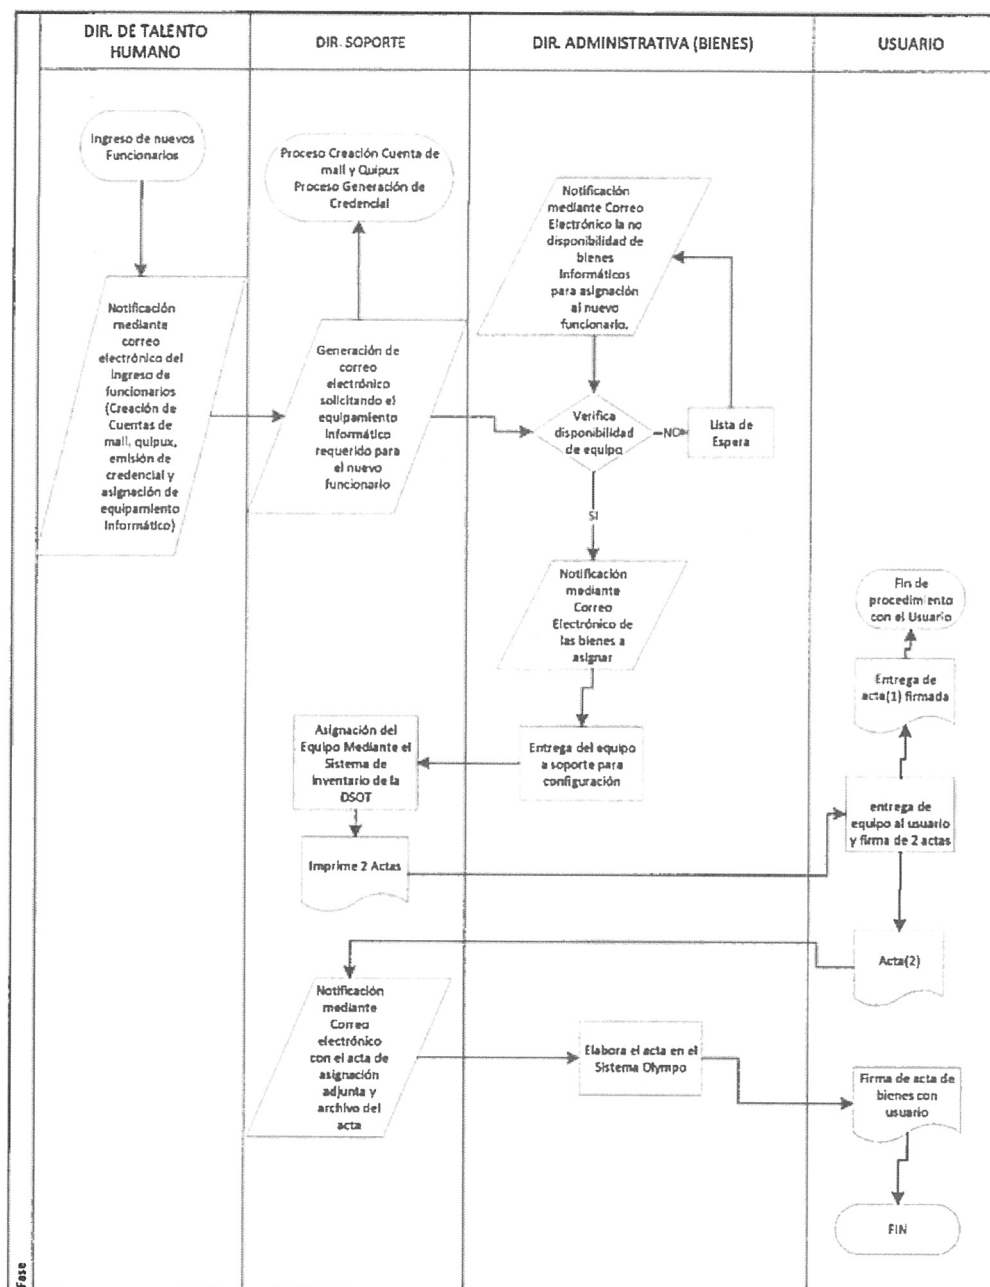 DIR. DE TALENTO
HUMANO
DIR. SOPORTE
DIR. ADMINISTRATIVA (BIENES)
USUARIO
Ingreso de nuevos
Funcionarios
Notificación
mediante
correo
electrónico del
ingreso de
funcionarios
(Creación de
Cuentas de
mail, quipux,
emisión de
credencial y
asignación de
equipamiento
Informático)
Proceso Creación Cuenta de
mail y Quipux
Proceso Generación de
Credencial
Generación de
correo
electrónico
solicitando el
equipamiento
Informático
requerido para
el nuevo
funcionario
Notificación
mediante Correo
Electrónico la no
disponibilidad de
bienes
Informáticos
para asignación
al nuevo
funcionario.
Verifica
disponibilidad
de equipo
NO
Lista de
Espera
SI
Notificación
mediante
Correo
Electrónico de
las bienes a
asignar
Entrega del equipo
a soporte para
configuración
Asignación del
Equipo Mediante el
Sistema de
Inventario de la
DSOT
Imprime 2 Actas
entrega de
equipo al usuario
y firma de 2 actas
Entrega de
acta(1) firmada
Fin de
procedimiento
con el Usuario
Acta(2)
Notificación
mediante
Correo
electrónico
con el acta de
asignación
adjunta y
archivo del
acta
Elabora el acta en el
Sistema Olympo
Firma de acta de
bienes con
usuario
FIN
Fase